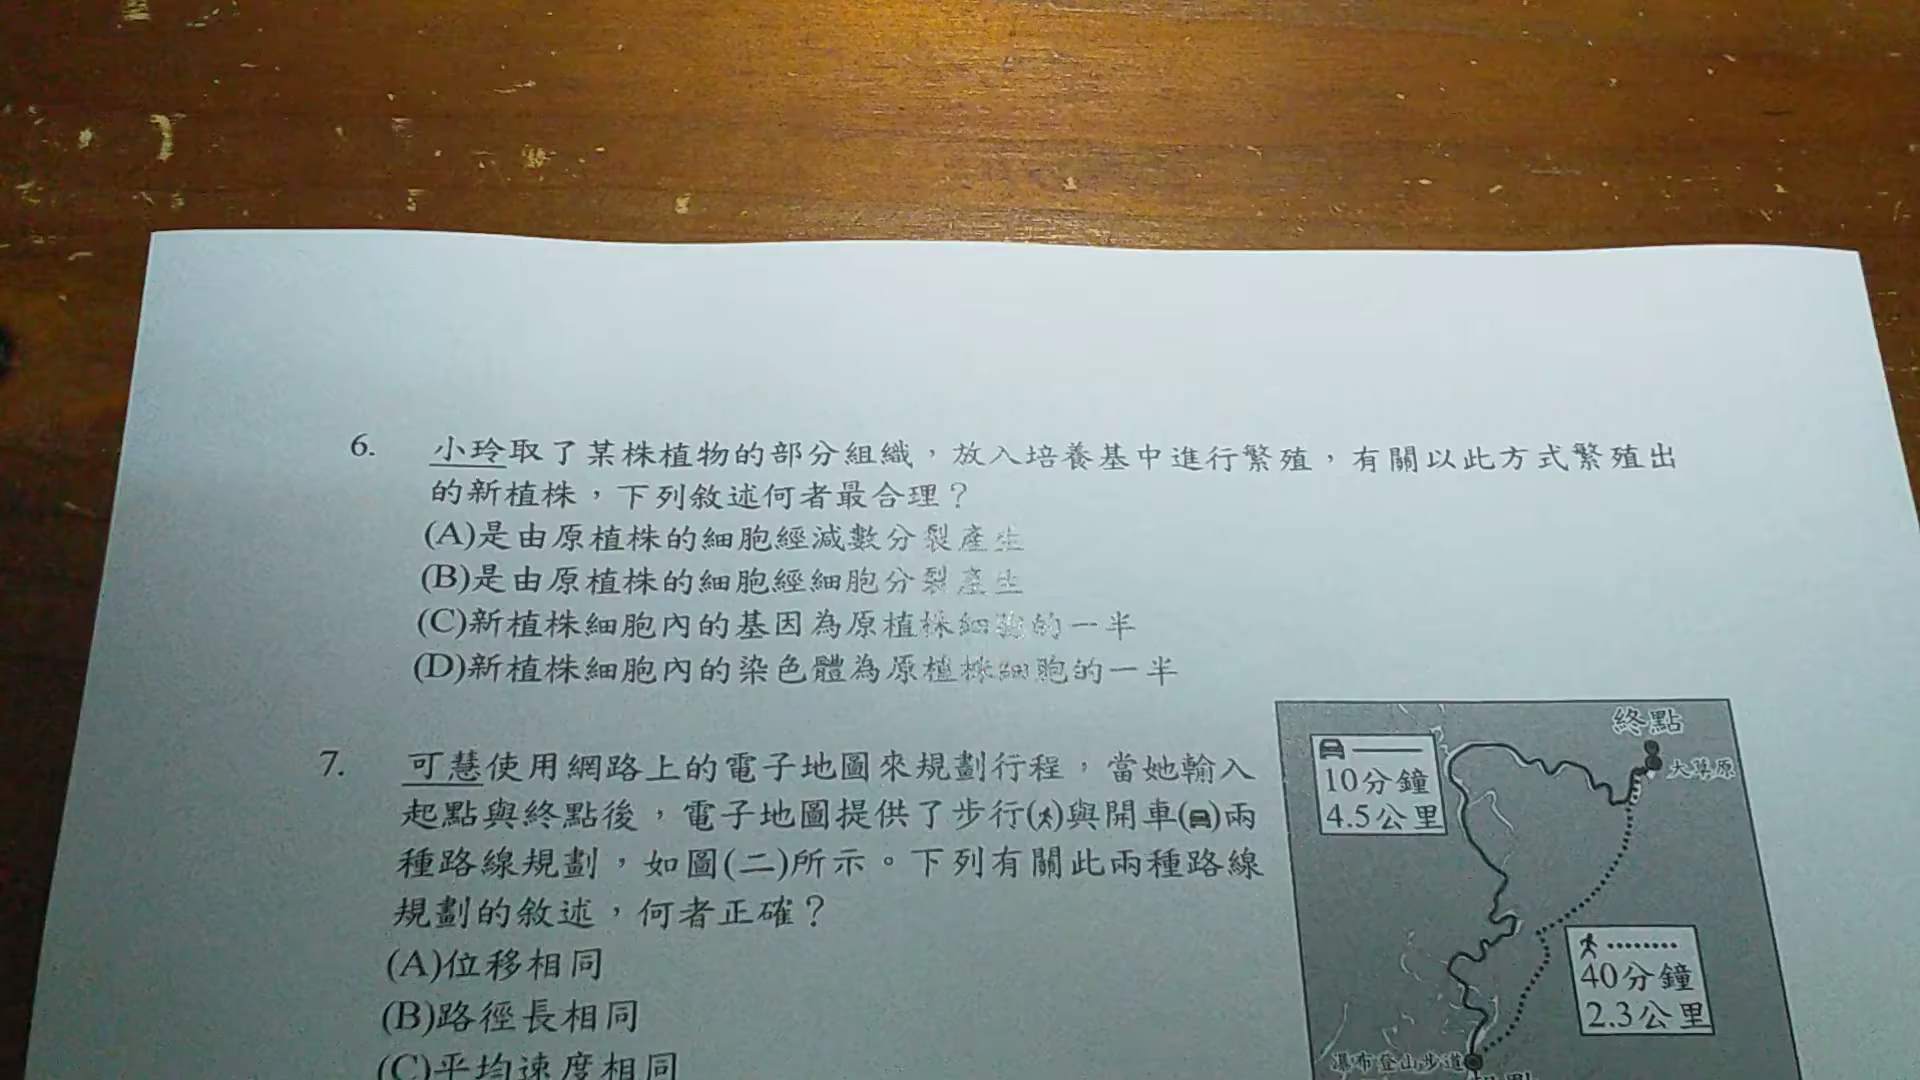 6. 小玲取了某株植物的部分組織，放入培養基中進行繁殖，有關以此方式繁殖出
的新植株，下列敘述何者最合理？
(A)是由原植株的細胞經減數分裂產生
(B)是由原植株的細胞經細胞分裂產生
(C)新植株細胞內的基因為原植株細胞的一半
(D)新植株細胞內的染色體為原植株細胞的一半
7. 可慧使用網路上的電子地圖來規劃行程，當她輸入
起點與終點後，電子地圖提供了步行()與開車()兩
種路線規劃，如圖(二)所示。下列有關此兩種路線
規劃的敘述，何者正確？
(A)位移相同
(B)路徑長相同
(C)平均速度相同
終點
大草原
10分鐘
4.5公里
40分鐘
2.3公里
瀑布登山步道